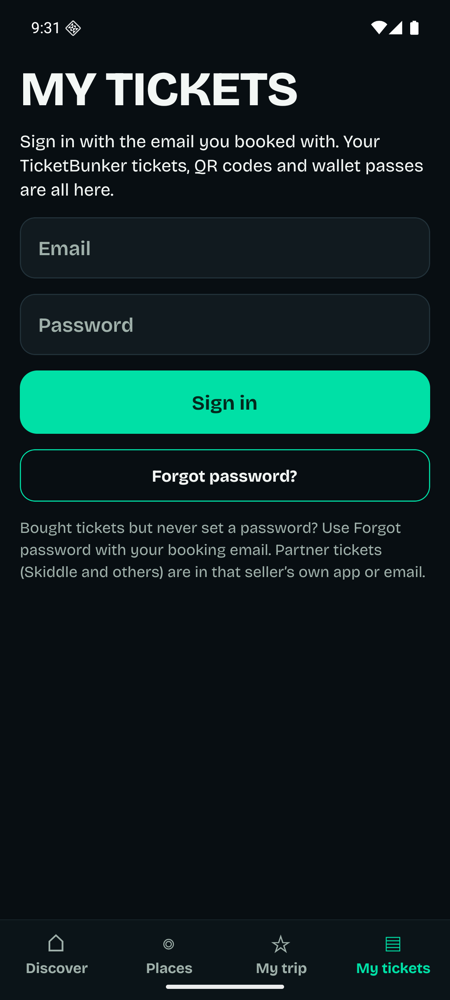 9:31
MY TICKETS
Sign in with the email you booked with. Your
TicketBunker tickets, QR codes and wallet passes
are all here.
Email
Password
Sign in
Forgot password?
Bought tickets but never set a password? Use Forgot
password with your booking email. Partner tickets
(Skiddle and others) are in that seller's own app or email.
Discover
Places
My trip
My tickets